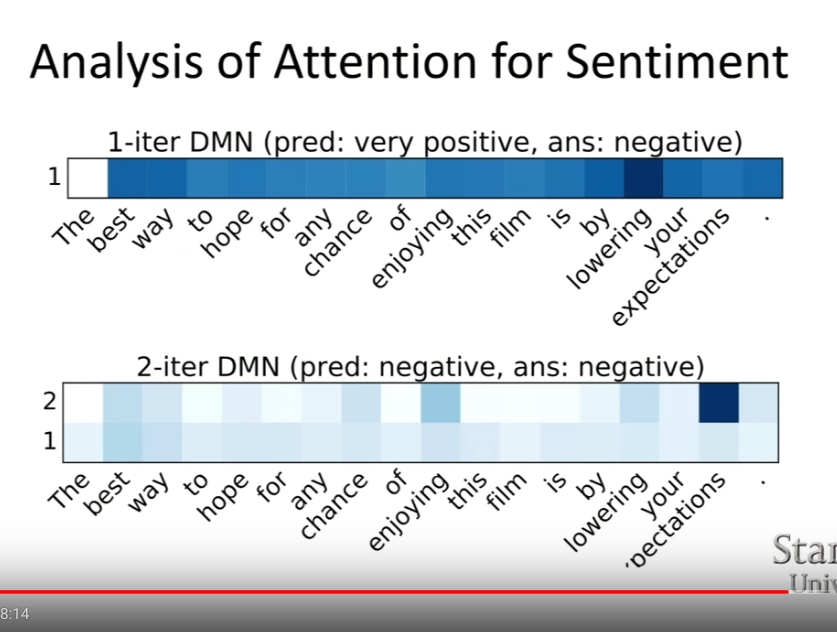 Analysis of Attention for Sentiment
1-iter DMN (pred: very positive, ans: negative)
1
The best way to hope for any chance of enjoying this film is by lowering your expectations .
2-iter DMN (pred: negative, ans: negative)
2
1
The best way to hope for any chance of enjoying this film is by lowering your 'pectations .
Star
Univ
8:14